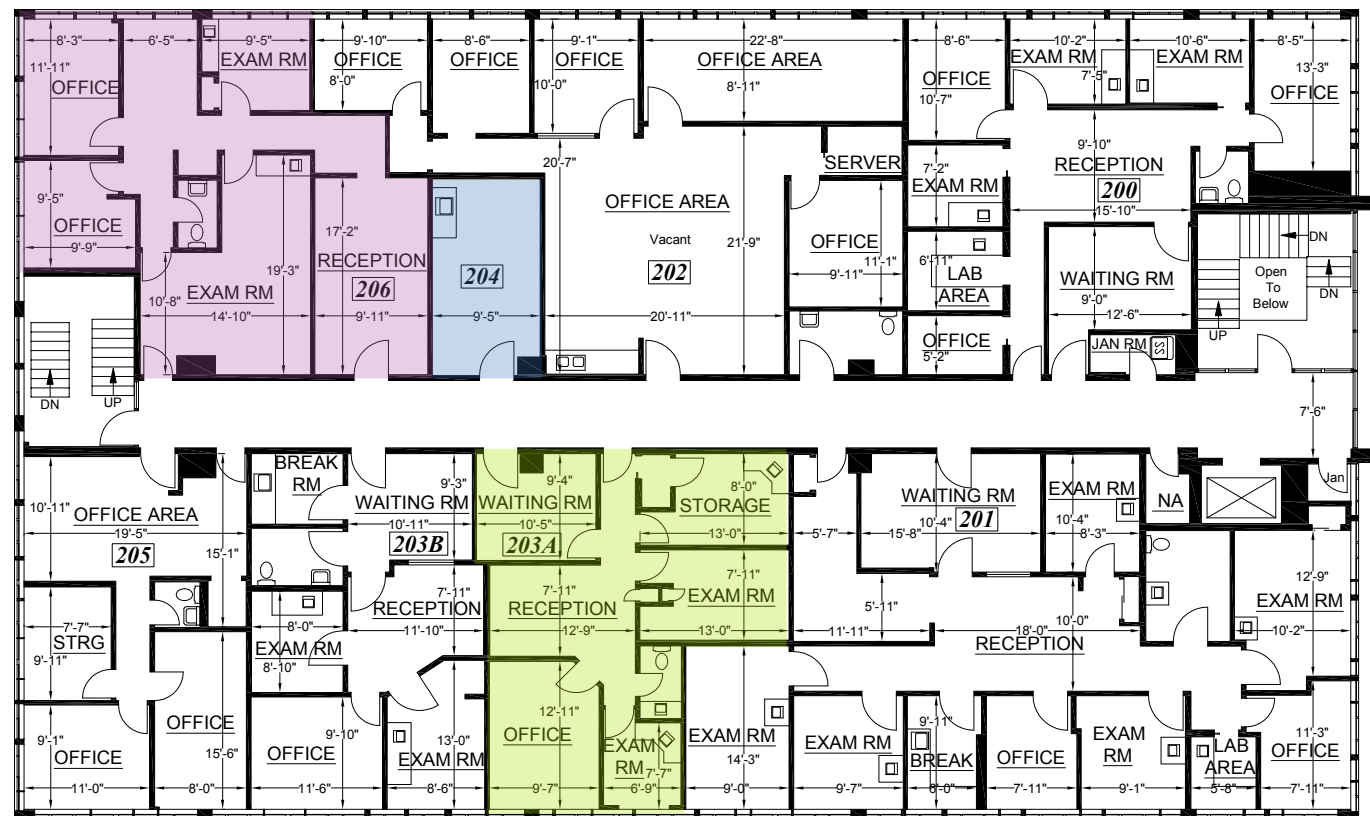 8'-3"
6'-5"
9'-5"
EXAM RM
11'-11"
OFFICE
9'-10"
OFFICE
8'-0"
8'-6"
OFFICE
9'-1"
OFFICE
10'-0"
22'-8"
OFFICE AREA
8'-11"
8'-6"
OFFICE
10'-7"
10'-2"
EXAM RM
7'-5"
10'-6"
EXAM RM
8'-5"
13'-3"
OFFICE
9'-5"
OFFICE
9'-9"
10'-8"
EXAM RM
14'-10"
19'-3"
17'-2"
RECEPTION
206
9'-11"
204
9'-5"
20'-7"
OFFICE AREA
Vacant
202
21'-9"
20'-11"
SERVER
OFFICE
11'-1"
9'-11"
7'-2"
EXAM RM
6'-11"
LAB
AREA
OFFICE
5'-2"
9'-10"
RECEPTION
200
15'-10"
WAITING RM
9'-0"
12'-6"
JAN RM
DN
Open
To
Below
DN
UP
DN
UP
7'-6"
10'-11"
OFFICE AREA
19'-5"
205
15'-1"
7'-7"
STRG
9'-11"
9'-1"
OFFICE
11'-0"
OFFICE
15'-6"
8'-0"
BREAK
RM
9'-3"
WAITING RM
10'-11"
203B
7'-11"
RECEPTION
11'-10"
8'-0"
EXAM RM
8'-10"
9'-10"
OFFICE
11'-6"
13'-0"
EXAM RM
8'-6"
9'-4"
WAITING RM
10'-5"
203A
7'-11"
RECEPTION
12'-9"
8'-0"
STORAGE
13'-0"
7'-11"
EXAM RM
13'-0"
12'-11"
OFFICE
9'-7"
EXAM
RM
7'-7"
6'-9"
5'-7"
WAITING RM
10'-4"
15'-8"
201
EXAM RM
10'-4"
8'-3"
NA
Jan
5'-11"
11'-11"
10'-0"
18'-0"
RECEPTION
12'-9"
EXAM RM
10'-2"
EXAM RM
14'-3"
9'-0"
EXAM RM
9'-7"
9'-11"
BREAK
8'-0"
OFFICE
7'-11"
EXAM
RM
9'-1"
LAB
AREA
5'-8"
11'-3"
OFFICE
7'-11"